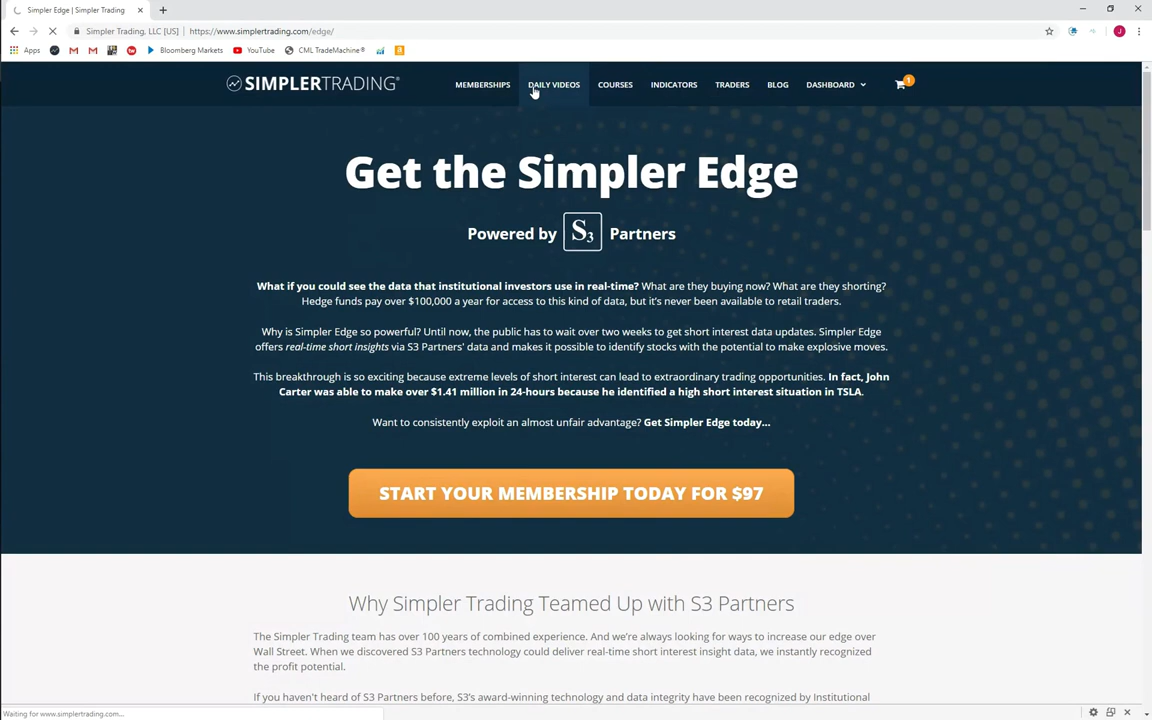 Simpler Edge | Simpler Trading
Simpler Trading, LLC [US] | https://www.simplertrading.com/edge/
J
Apps
Bloomberg Markets
YouTube
CML TradeMachine®
SIMPLERTRADING®
MEMBERSHIPS
DAILY VIDEOS
COURSES
INDICATORS
TRADERS
BLOG
DASHBOARD
1
Get the Simpler Edge
Powered by S3 Partners
What if you could see the data that institutional investors use in real-time? What are they buying now? What are they shorting?
Hedge funds pay over $100,000 a year for access to this kind of data, but it's never been available to retail traders.
Why is Simpler Edge so powerful? Until now, the public has to wait over two weeks to get short interest data updates. Simpler Edge
offers real-time short insights via S3 Partners' data and makes it possible to identify stocks with the potential to make explosive moves.
This breakthrough is so exciting because extreme levels of short interest can lead to extraordinary trading opportunities. In fact, John
Carter was able to make over $1.41 million in 24-hours because he identified a high short interest situation in TSLA.
Want to consistently exploit an almost unfair advantage? Get Simpler Edge today...
START YOUR MEMBERSHIP TODAY FOR $97
Why Simpler Trading Teamed Up with S3 Partners
The Simpler Trading team has over 100 years of combined experience. And we're always looking for ways to increase our edge over
Wall Street. When we discovered S3 Partners technology could deliver real-time short interest insight data, we instantly recognized
the profit potential.
If you haven't heard of S3 Partners before, S3's award-winning technology and data integrity have been recognized by Institutional
Waiting for www.simplertrading.com...